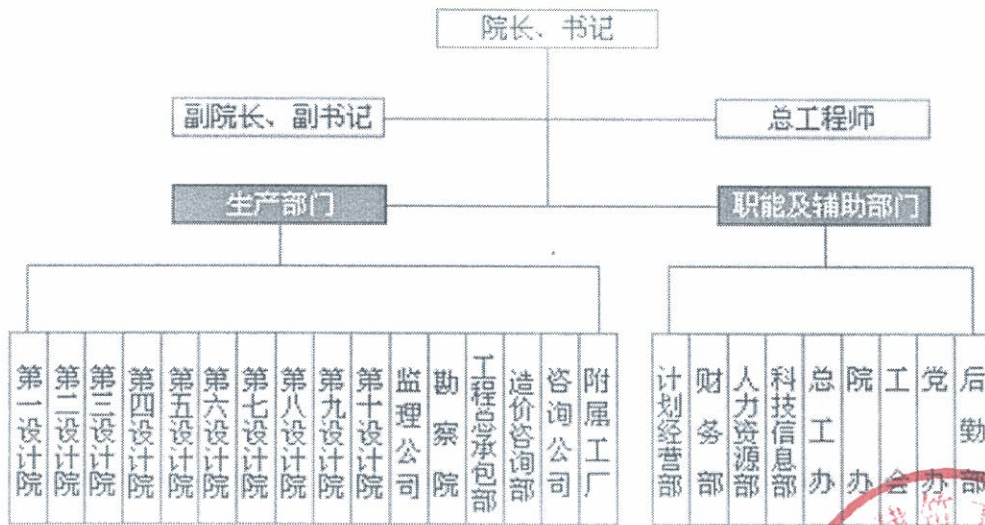 院长、书记
副院长、副书记
总工程师
生产部门
职能及辅助部门
第一设计院
第二设计院
第三设计院
第四设计院
第五设计院
第六设计院
第七设计院
第八设计院
第九设计院
第十设计院
监理公司
勘察院
工程总承包部
造价咨询部
咨询公司
附属工厂
计划经营部
财务部
人力资源部
科技信息部
总工办
院办
工会
党办
后勤部